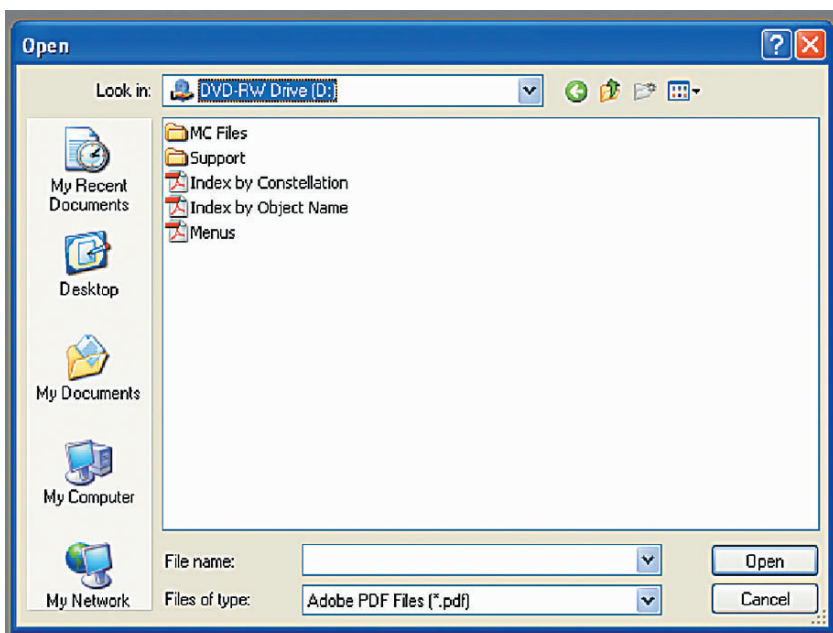 Open
Look in:
DVD-RW Drive (D:)
MC Files
Support
Index by Constellation
Index by Object Name
Menus
My Recent
Documents
Desktop
My Documents
My Computer
My Network
File name:
Open
Files of type:
Adobe PDF Files (*.pdf)
Cancel